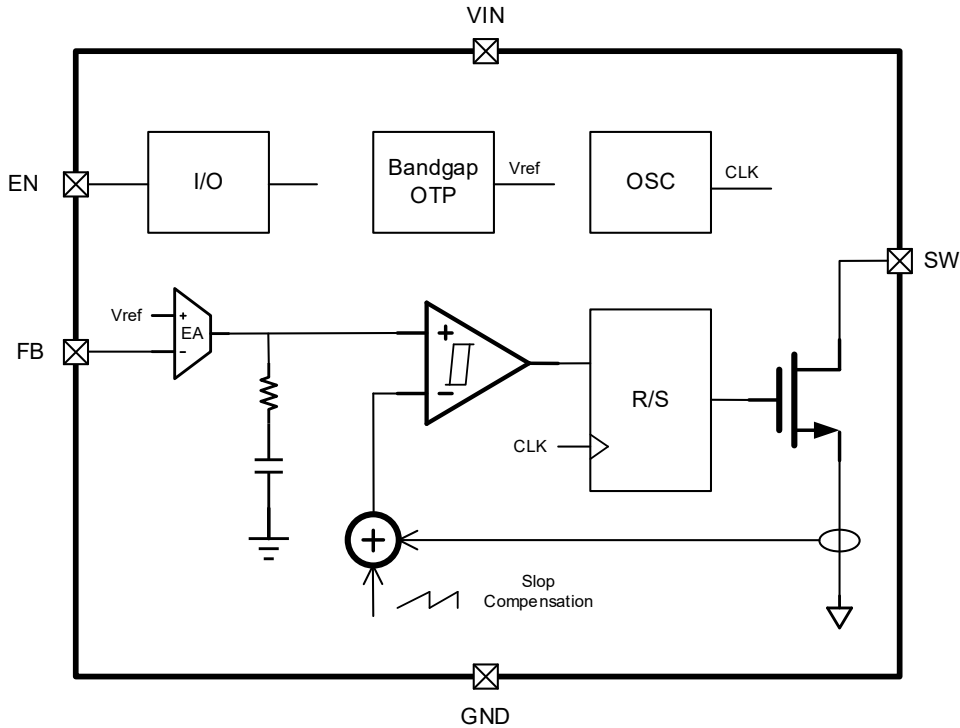 VIN
EN
I/O
Bandgap
OTP
Vref
OSC
CLK
SW
Vref
+
EA
-
FB
+
−
R/S
CLK
+
Slop
Compensation
GND